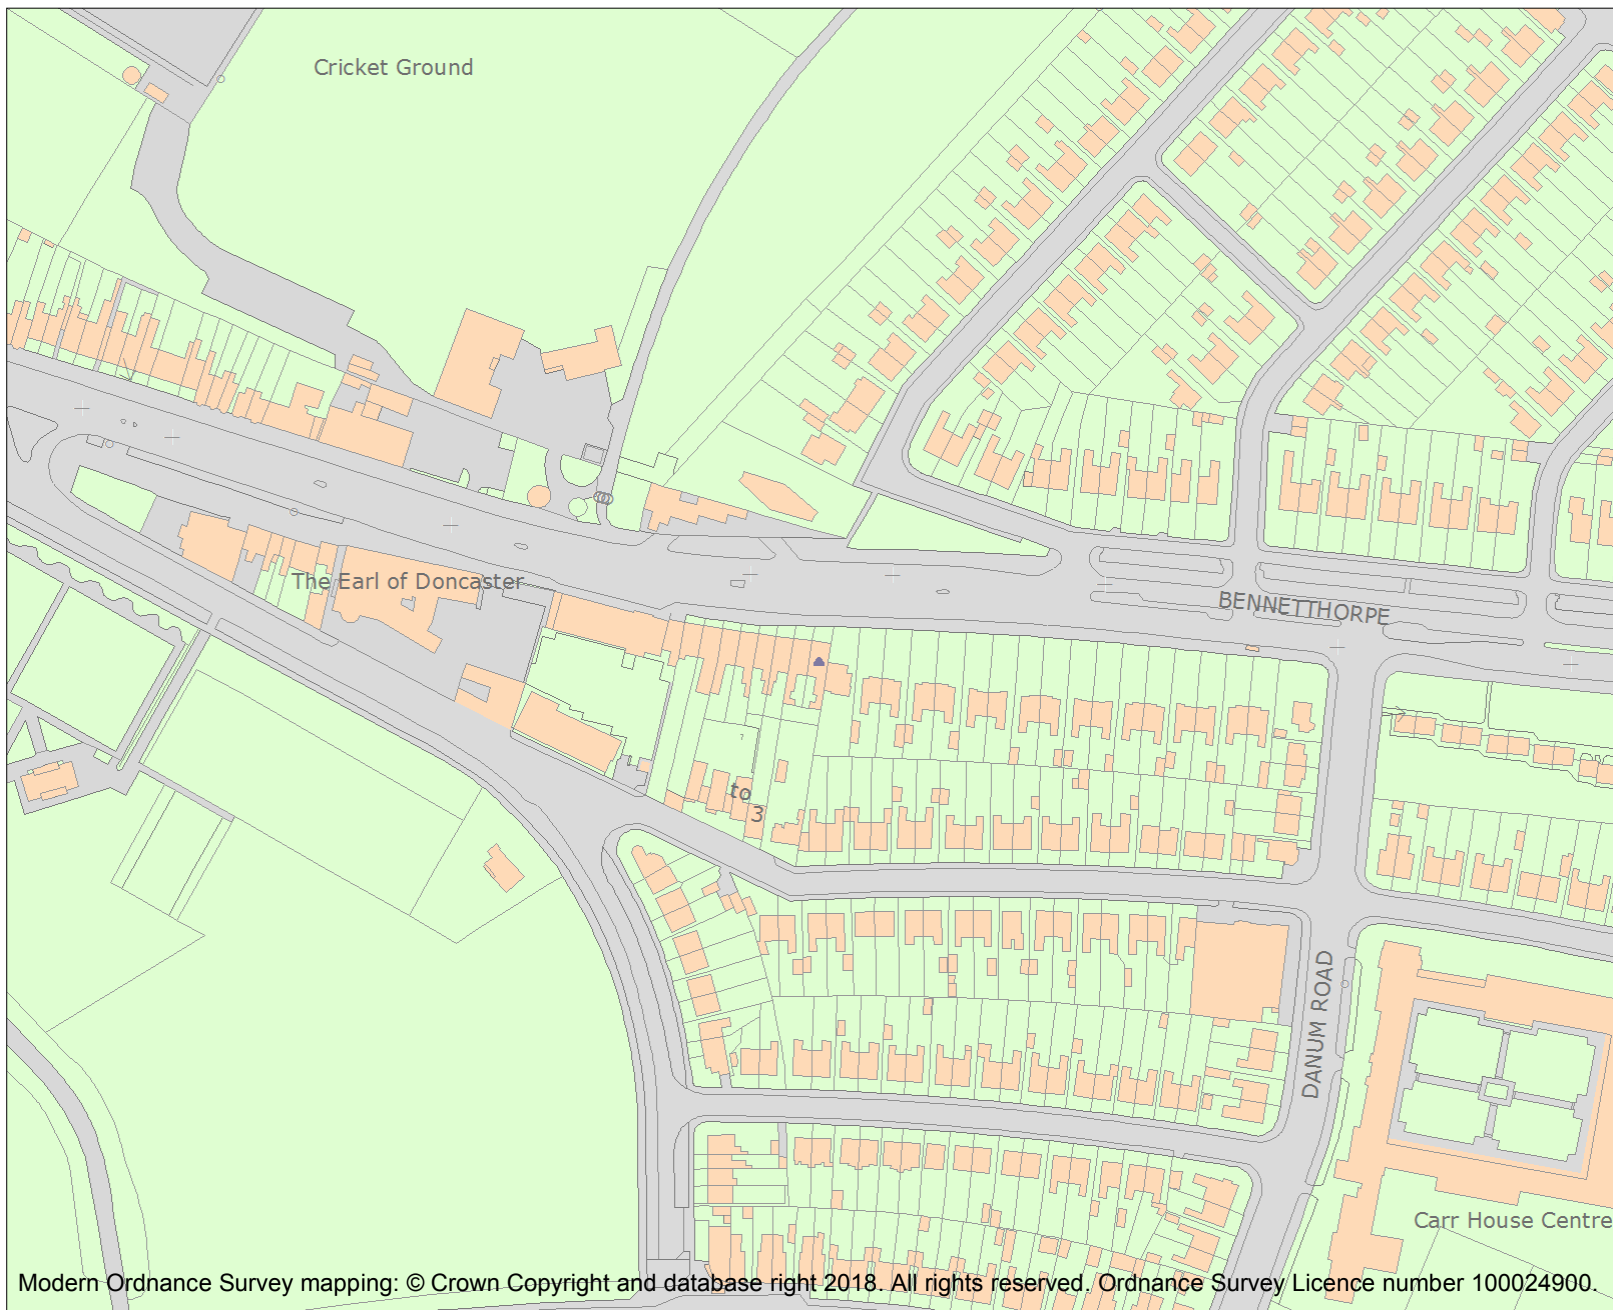 Cricket Ground
The Earl of Doncaster
BENNETTHORPE
to
3
DANUM ROAD
Carr House Centre
Modern Ordnance Survey mapping: © Crown Copyright and database right 2018. All rights reserved. Ordnance Survey Licence number 100024900.